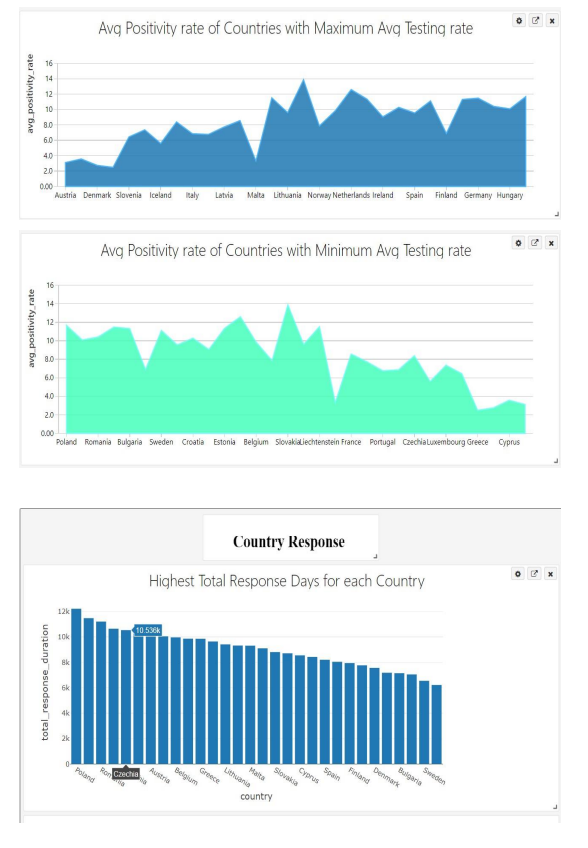 Avg Positivity rate of Countries with Maximum Avg Testing rate
avg_positivity_rate
16
14
12
10
8.0
6.0
4.0
2.0
0.00
Austria Denmark Slovenia Iceland Italy Latvia Malta Lithuania Norway Netherlands Ireland Spain Finland Germany Hungary
Avg Positivity rate of Countries with Minimum Avg Testing rate
avg_positivity_rate
16
14
12
10
8.0
6.0
4.0
2.0
0.00
Poland Romania Bulgaria Sweden Croatia Estonia Belgium Slovakia Liechtenstein France Portugal Czechia Luxembourg Greece Cyprus
Country Response
Highest Total Response Days for each Country
total_response_duration
12k
10k
8k
6k
4k
2k
0
10.536k
Poland Czechia Austria Belgium Greece Lithuania Malta Slovakia Cyprus Spain Finland Denmark Bulgaria Sweden
country